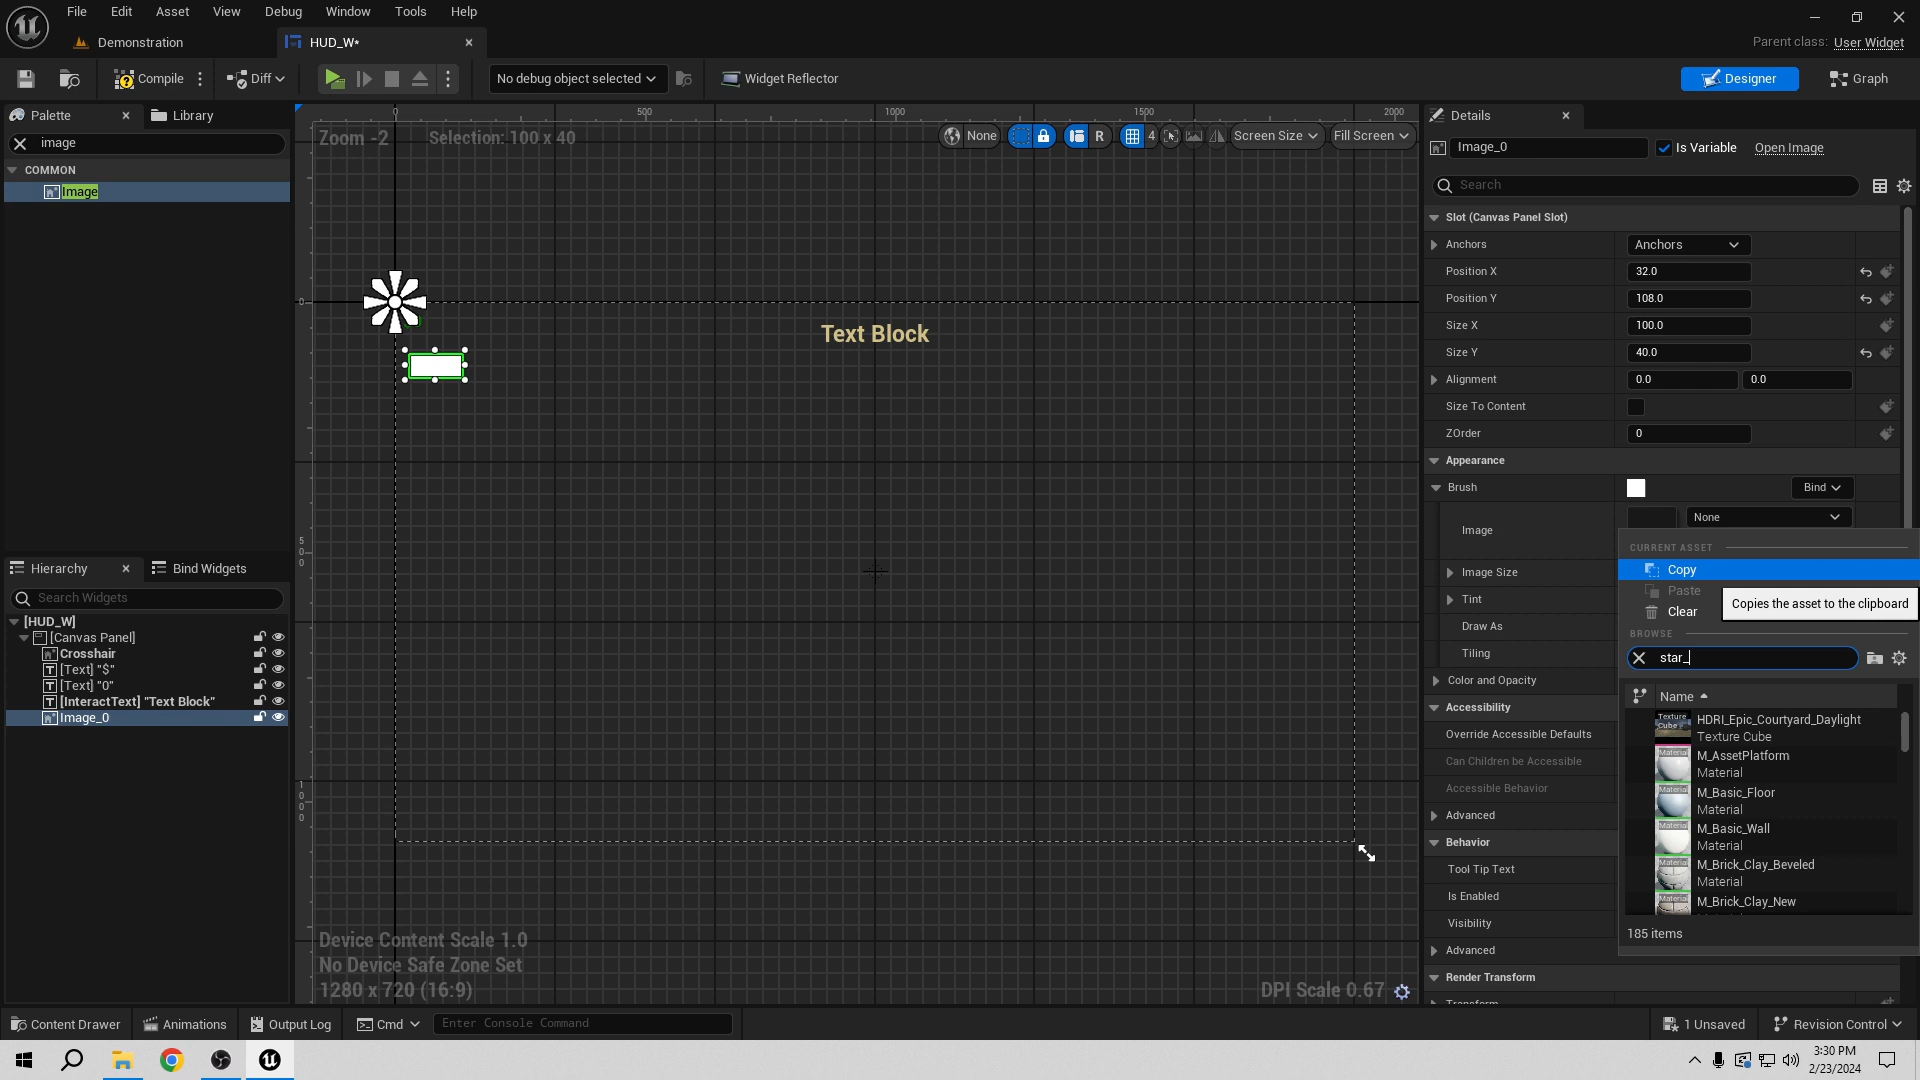 File Edit Asset View Debug Window Tools Help
Demonstration
HUD_W*
Parent class: User Widget
Compile
Diff
No debug object selected
Widget Reflector
Designer
Graph
Palette
Library
image
COMMON
Image
Hierarchy
Bind Widgets
Search Widgets
[HUD_W]
[Canvas Panel]
Crosshair
[Text] "$"
[Text] "0"
[InteractText] "Text Block"
Image_0
0 500 1000 1500 2000
Zoom -2
Selection: 100 x 40
None
R
4
Screen Size
Fill Screen
0
Text Block
500
1000
Device Content Scale 1.0
No Device Safe Zone Set
1280 x 720 (16:9)
DPI Scale 0.67
Details
Image_0
Is Variable
Open Image
Search
Slot (Canvas Panel Slot)
Anchors Anchors
Position X 32.0
Position Y 108.0
Size X 100.0
Size Y 40.0
Alignment 0.0 0.0
Size To Content
ZOrder 0
Appearance
Brush Bind
Image None
Image Size
Tint
Draw As
Tiling
Color and Opacity
Accessibility
Override Accessible Defaults
Can Children be Accessible
Accessible Behavior
Advanced
Behavior
Tool Tip Text
Is Enabled
Visibility
Advanced
Render Transform
Transform
CURRENT ASSET
Copy
Paste
Clear
Copies the asset to the clipboard
BROWSE
star_
Name
HDRI_Epic_Courtyard_Daylight
Texture Cube
M_AssetPlatform
Material
M_Basic_Floor
Material
M_Basic_Wall
Material
M_Brick_Clay_Beveled
Material
M_Brick_Clay_New
185 items
Content Drawer
Animations
Output Log
Cmd
Enter Console Command
1 Unsaved
Revision Control
3:30 PM
2/23/2024